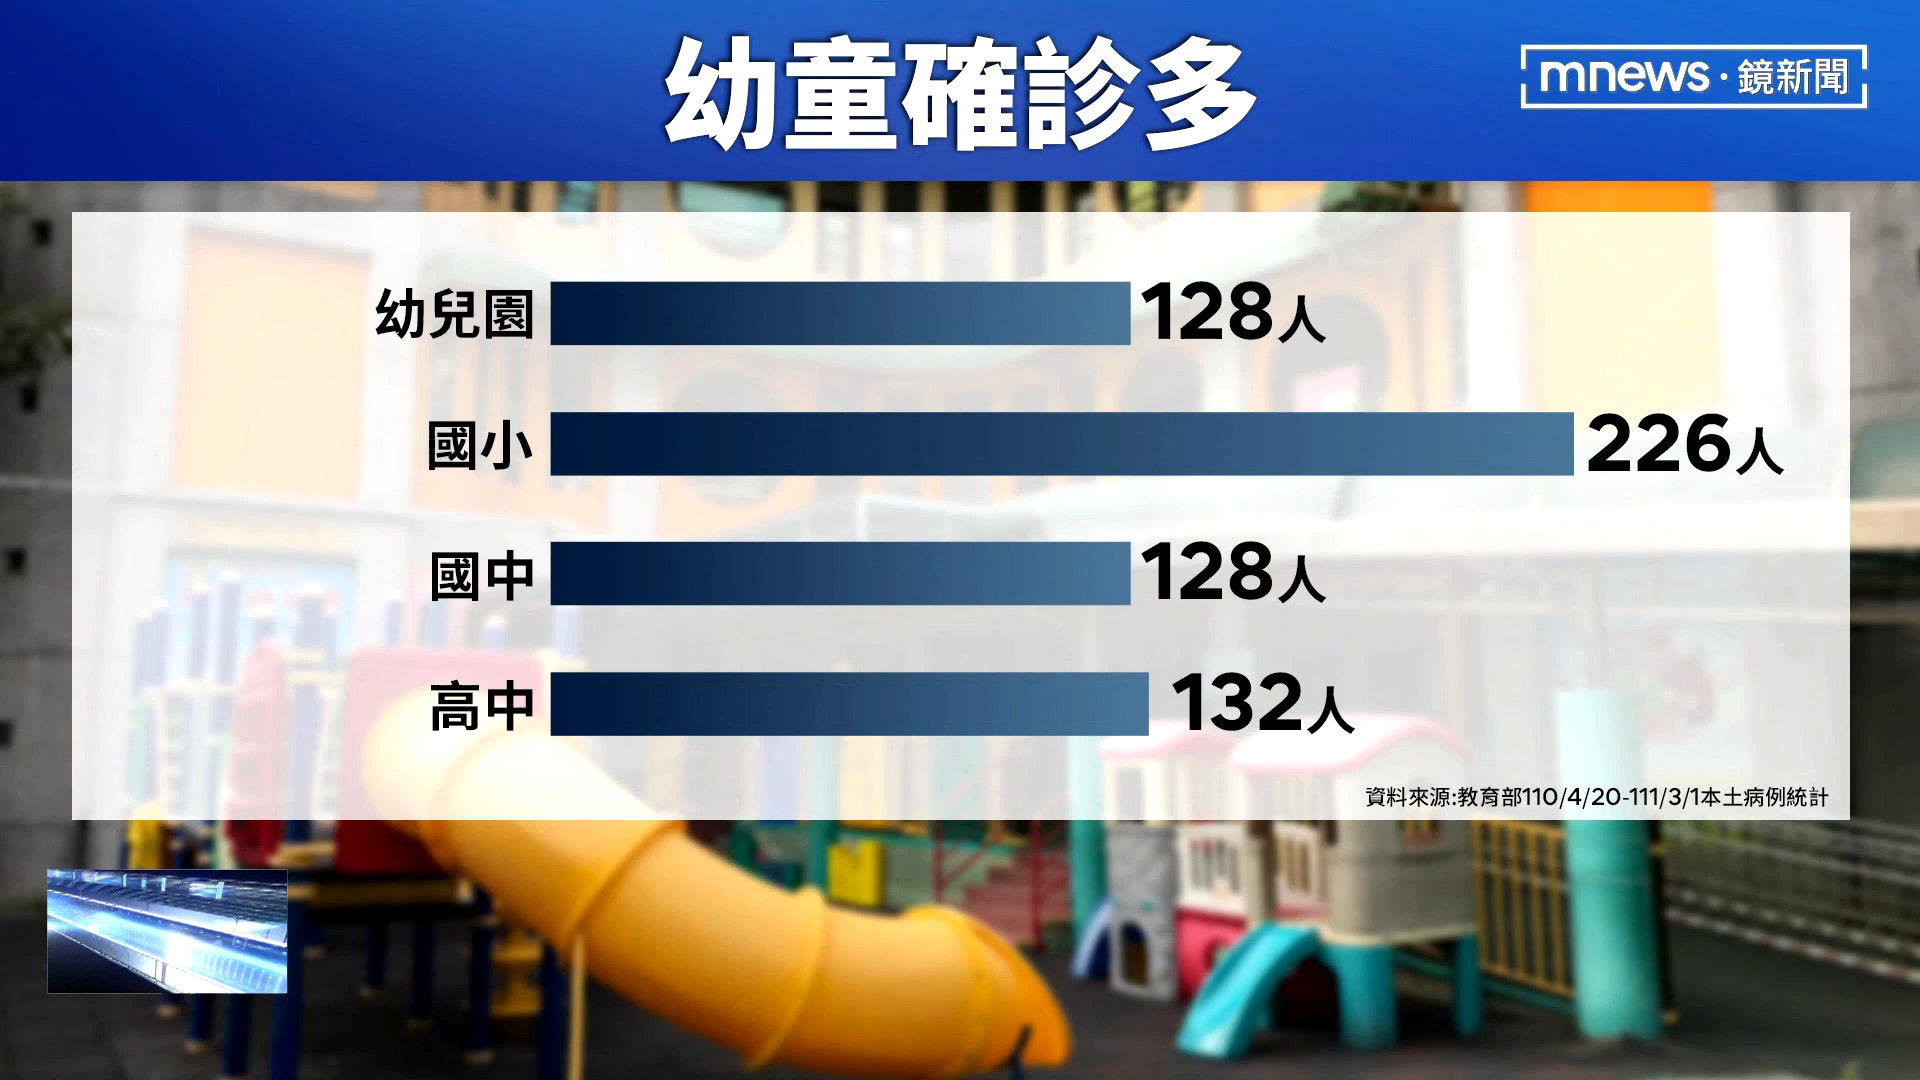 幼童確診多
mnews·鏡新聞
幼兒園 128人
國小 226人
國中 128人
高中 132人
資料來源:教育部110/4/20-111/3/1本土病例統計